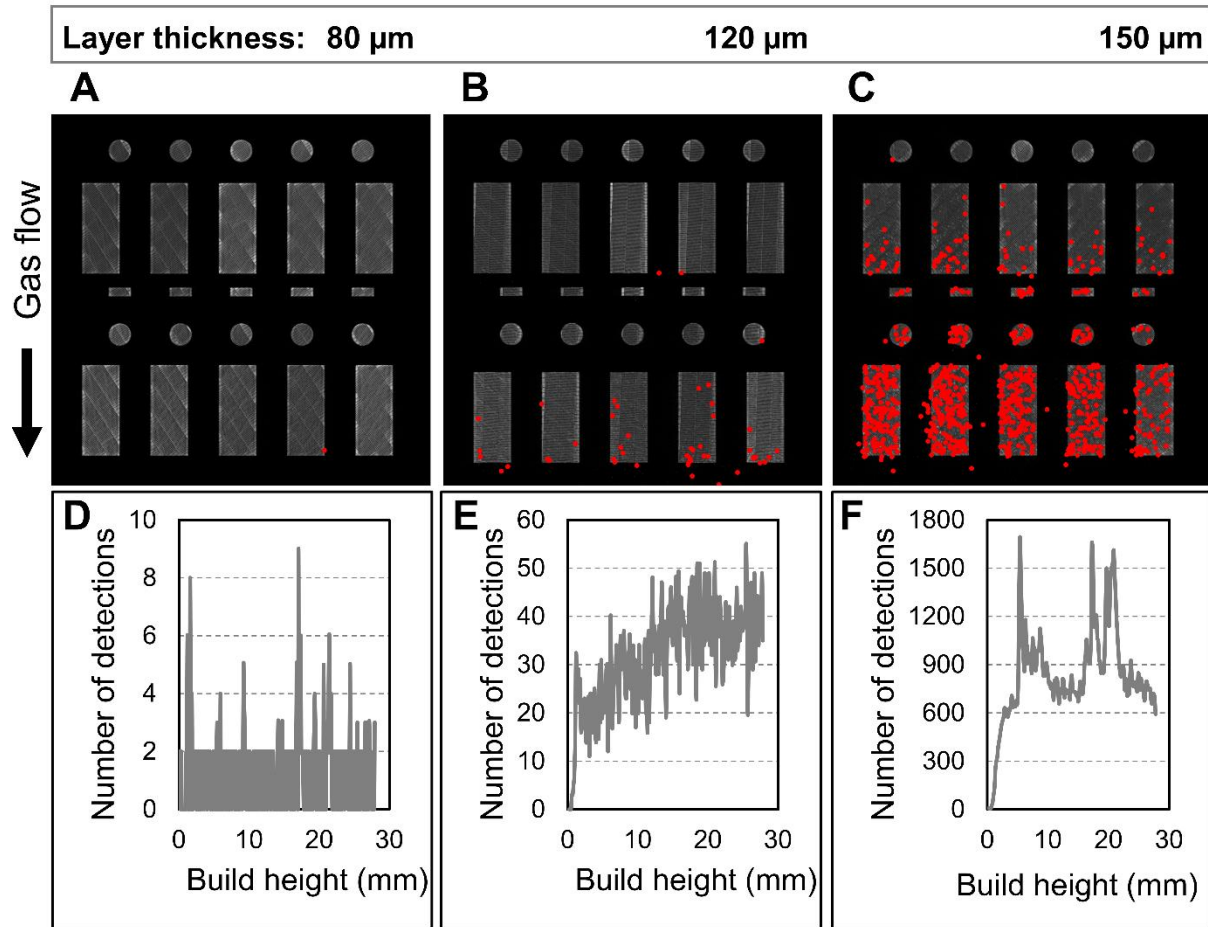 Layer thickness: 80 µm 120 µm 150 µm
A B C
Gas flow
D
Number of detections
10
8
6
4
2
0
0 10 20 30
Build height (mm)
E
Number of detections
60
50
40
30
20
10
0
0 10 20 30
Build height (mm)
F
Number of detections
1800
1500
1200
900
600
300
0
0 10 20 30
Build height (mm)